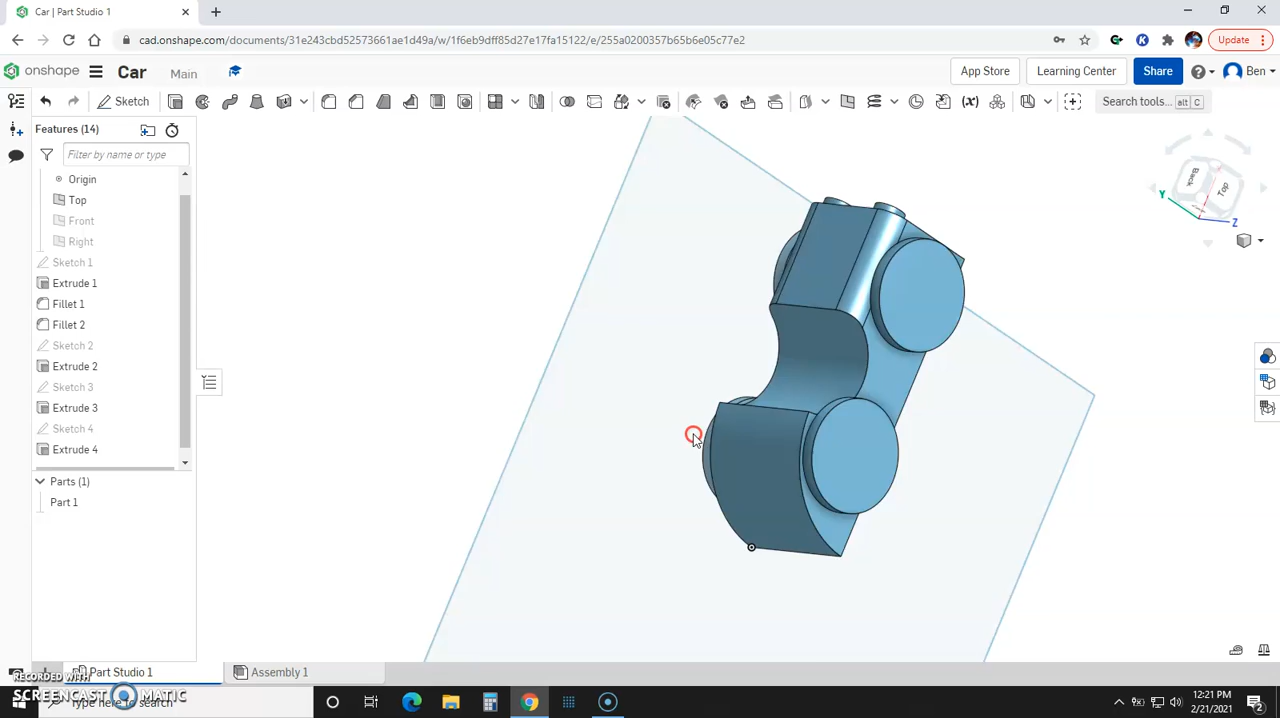 Car | Part Studio 1
cad.onshape.com/documents/31e243cbd52573661ae1d49a/w/1f6eb9dff85d27e17fa15122/e/255a0200357b65b6e05c77e2
Update
onshape
Car
Main
App Store
Learning Center
Share
Ben
Sketch
Search tools...
alt
C
Features (14)
Filter by name or type
Origin
Top
Front
Right
Sketch 1
Extrude 1
Fillet 1
Fillet 2
Sketch 2
Extrude 2
Sketch 3
Extrude 3
Sketch 4
Extrude 4
Parts (1)
Part 1
Back
Top
Y
Z
Part Studio 1
Assembly 1
RECORDED WITH
SCREENCAST MATIC
Type here to search
12:21 PM
2/21/2021
2